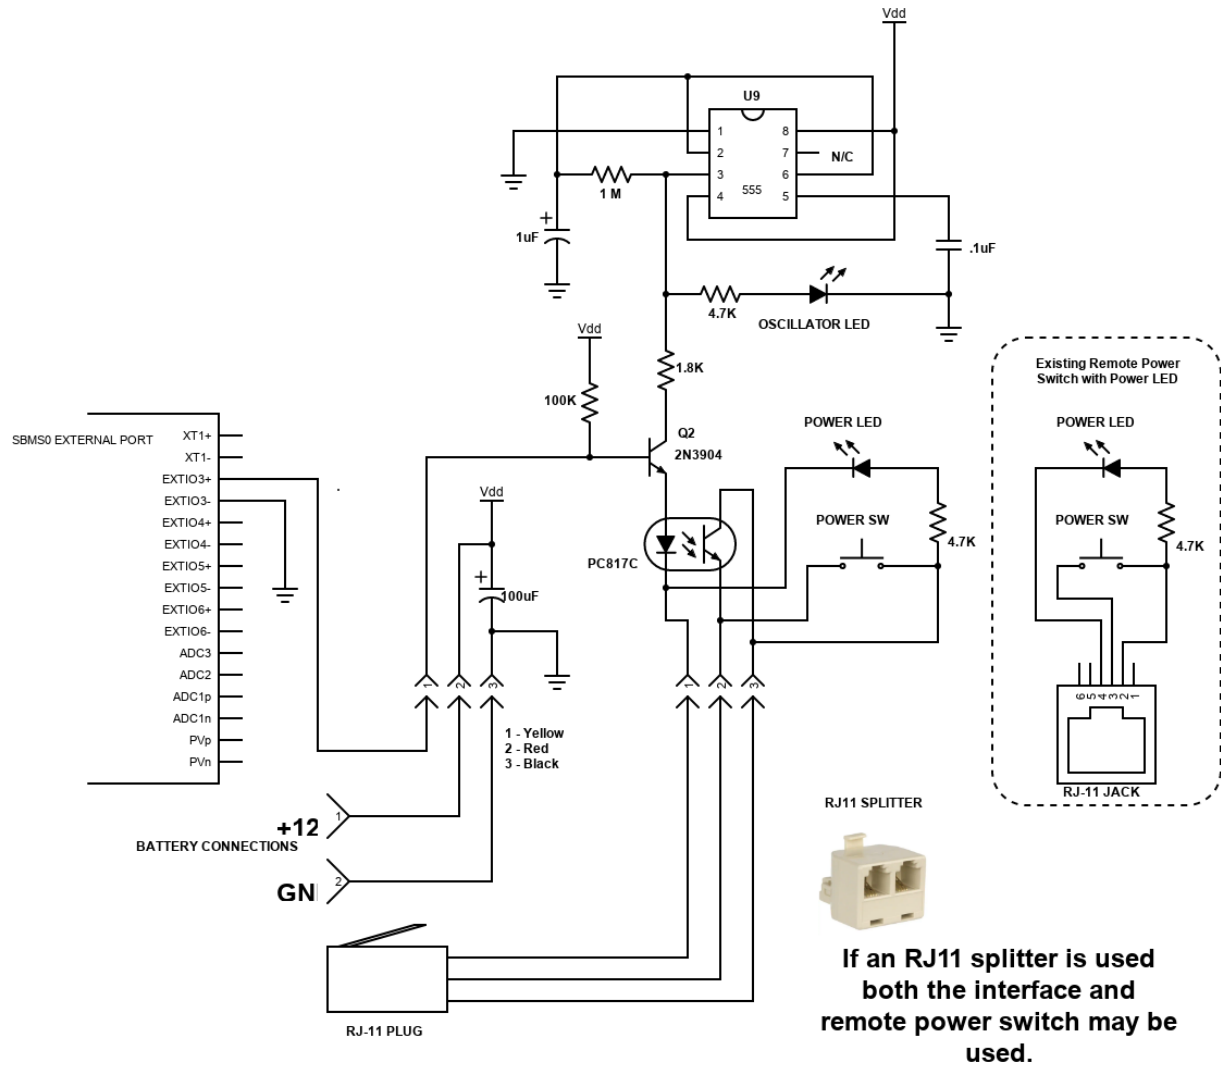 Vdd
U9
1
8
2
7
N/C
3
6
1 M
555
4
5
1uF
.1uF
4.7K
OSCILLATOR LED
Vdd
1.8K
100K
Existing Remote Power
Switch with Power LED
Q2
2N3904
POWER LED
POWER LED
SBMS0 EXTERNAL PORT
XT1+
XT1-
EXTIO3+
EXTIO3-
EXTIO4+
EXTIO4-
EXTIO5+
EXTIO5-
EXTIO6+
EXTIO6-
ADC3
ADC2
ADC1p
ADC1n
PVp
PVn
Vdd
100uF
PC817C
POWER SW
4.7K
POWER SW
4.7K
1
2
3
1
2
3
6
5
4
3
2
1
RJ-11 JACK
1 - Yellow
2 - Red
3 - Black
+12
1
BATTERY CONNECTIONS
GN
2
RJ-11 PLUG
RJ11 SPLITTER
If an RJ11 splitter is used
both the interface and
remote power switch may be
used.